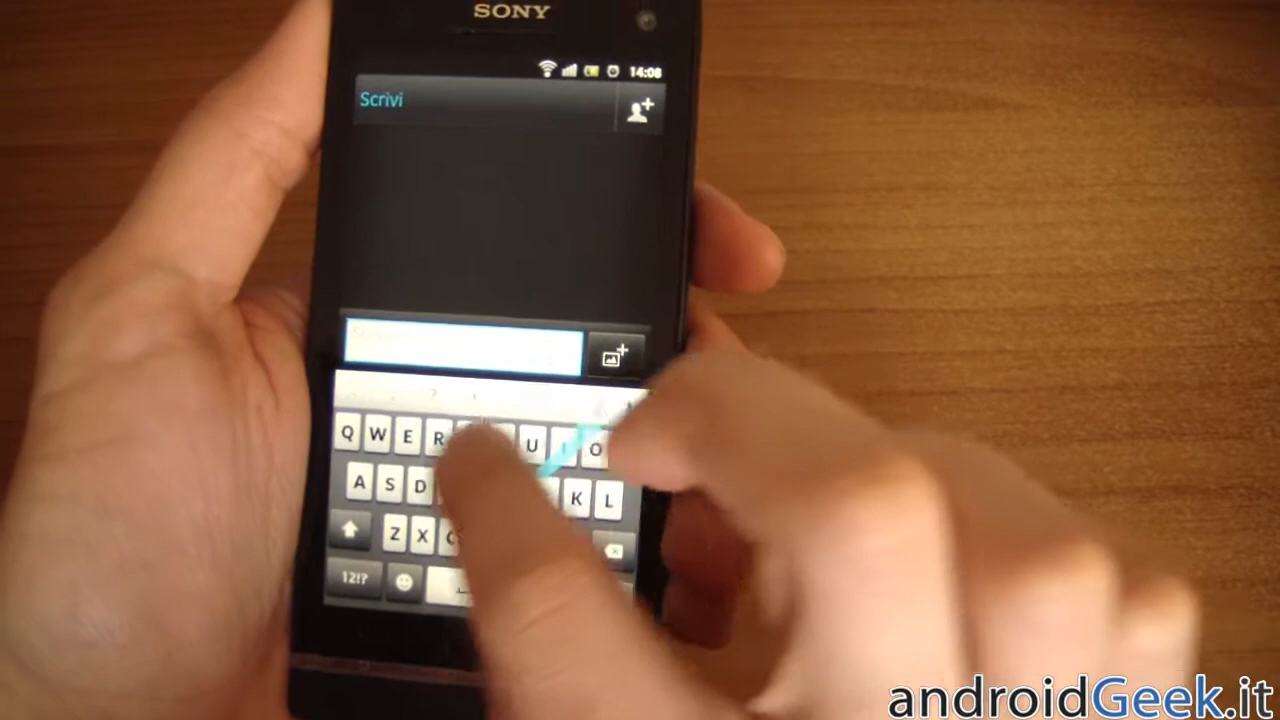 SONY
14:08
Scrivi
Q W E R U I O
A S D K L
Z X C
12!?
androidGeek.it